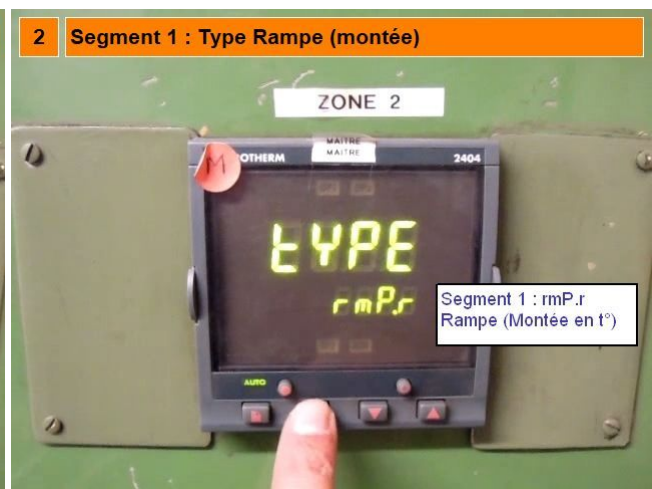 2 Segment 1 : Type Rampe (montée)
ZONE 2
MAITRE
MAITRE
M OTHERM 2404
tYPE
rmP.r
Segment 1 : rmP.r
Rampe (Montée en t°)
AUTO